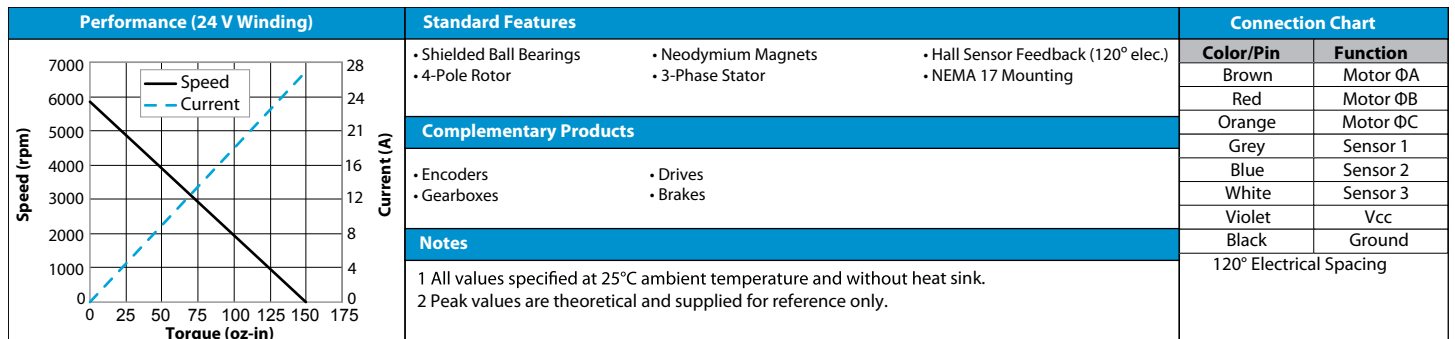 Performance (24 V Winding)
7000
6000
5000
4000
3000
2000
1000
0
Speed (rpm)
Speed
Current
28
24
21
16
12
8
4
0
Current (A)
0 25 50 75 100 125 150 175
Torque (oz-in)
Standard Features
• Shielded Ball Bearings • Neodymium Magnets • Hall Sensor Feedback (120° elec.)
• 4-Pole Rotor • 3-Phase Stator • NEMA 17 Mounting
Complementary Products
• Encoders • Drives
• Gearboxes • Brakes
Notes
1 All values specified at 25°C ambient temperature and without heat sink.
2 Peak values are theoretical and supplied for reference only.
Connection Chart
Color/Pin Function
Brown Motor ΦA
Red Motor ΦB
Orange Motor ΦC
Grey Sensor 1
Blue Sensor 2
White Sensor 3
Violet Vcc
Black Ground
120° Electrical Spacing